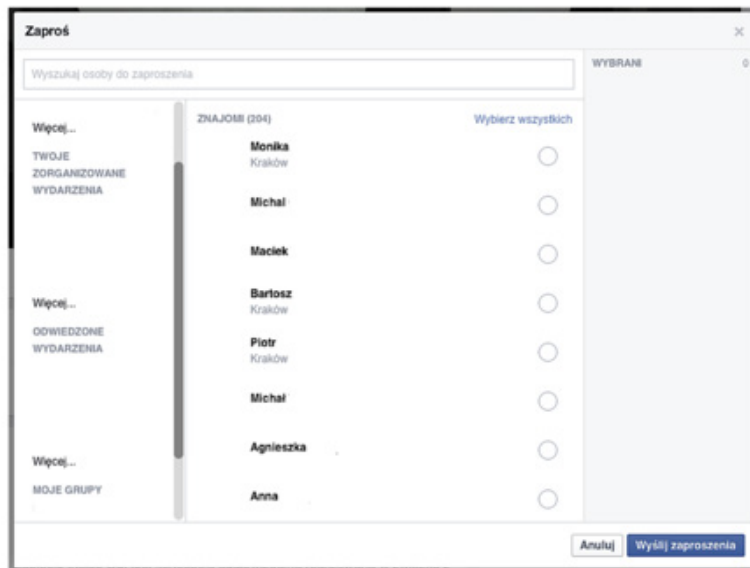 Zaproś
Wyszukaj osoby do zaproszenia
WYBRANI 0
Więcej...
TWOJE
ZORGANIZOWANE
WYDARZENIA
Więcej...
ODWIEDZONE
WYDARZENIA
Więcej...
MOJE GRUPY
ZNAJOMI (204) Wybierz wszystkich
Monika
Kraków
Michal
Maciek
Bartosz
Kraków
Piotr
Kraków
Michał
Agnieszka
Anna
Anuluj Wyślij zaproszenia